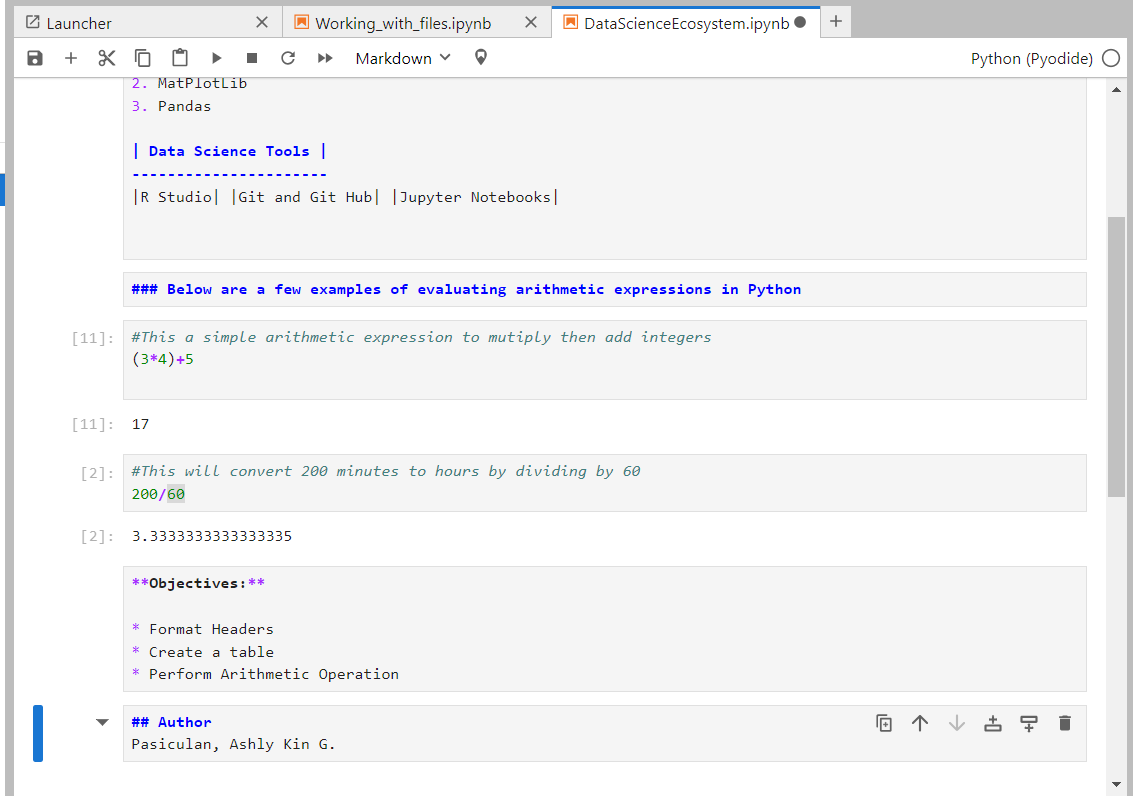 Launcher
Working_with_files.ipynb
DataScienceEcosystem.ipynb
Markdown
Python (Pyodide)
2. MatPlotLib
3. Pandas
| Data Science Tools |
----------------------
|R Studio| |Git and Git Hub| |Jupyter Notebooks|
### Below are a few examples of evaluating arithmetic expressions in Python
[11]:
#This a simple arithmetic expression to mutiply then add integers
(3*4)+5
[11]:
17
[2]:
#This will convert 200 minutes to hours by dividing by 60
200/60
[2]:
3.3333333333333335
**Objectives:**
* Format Headers
* Create a table
* Perform Arithmetic Operation
## Author
Pasiculan, Ashly Kin G.